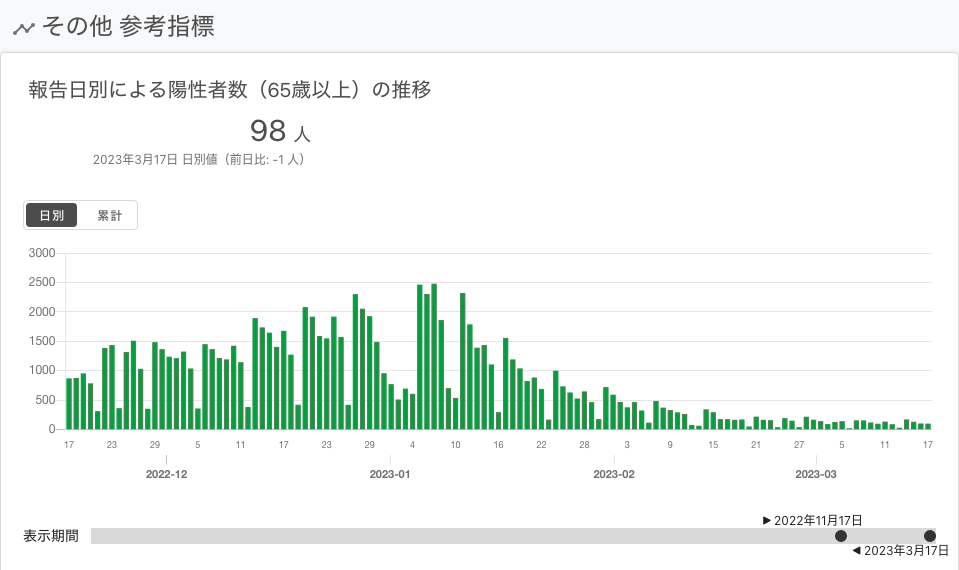 その他 参考指標
報告日別による陽性者数（65歳以上）の推移
98 人
2023年3月17日 日別値（前日比: -1 人）
日別 累計
3000
2500
2000
1500
1000
500
0
17 23 29 5 11 17 23 29 4 10 16 22 28 3 9 15 21 27 5 11 17
2022-12 2023-01 2023-02 2023-03
▶ 2022年11月17日
表示期間
◀ 2023年3月17日